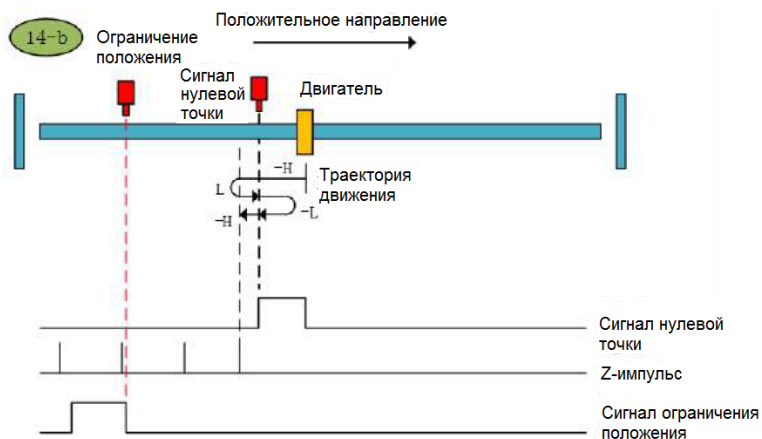 14-b
Ограничение
положения
Положительное направление
Сигнал
нулевой
точки
Двигатель
-H
Траектория
движения
L
-L
-H
Сигнал нулевой
точки
Z-импульс
Сигнал ограничения
положения